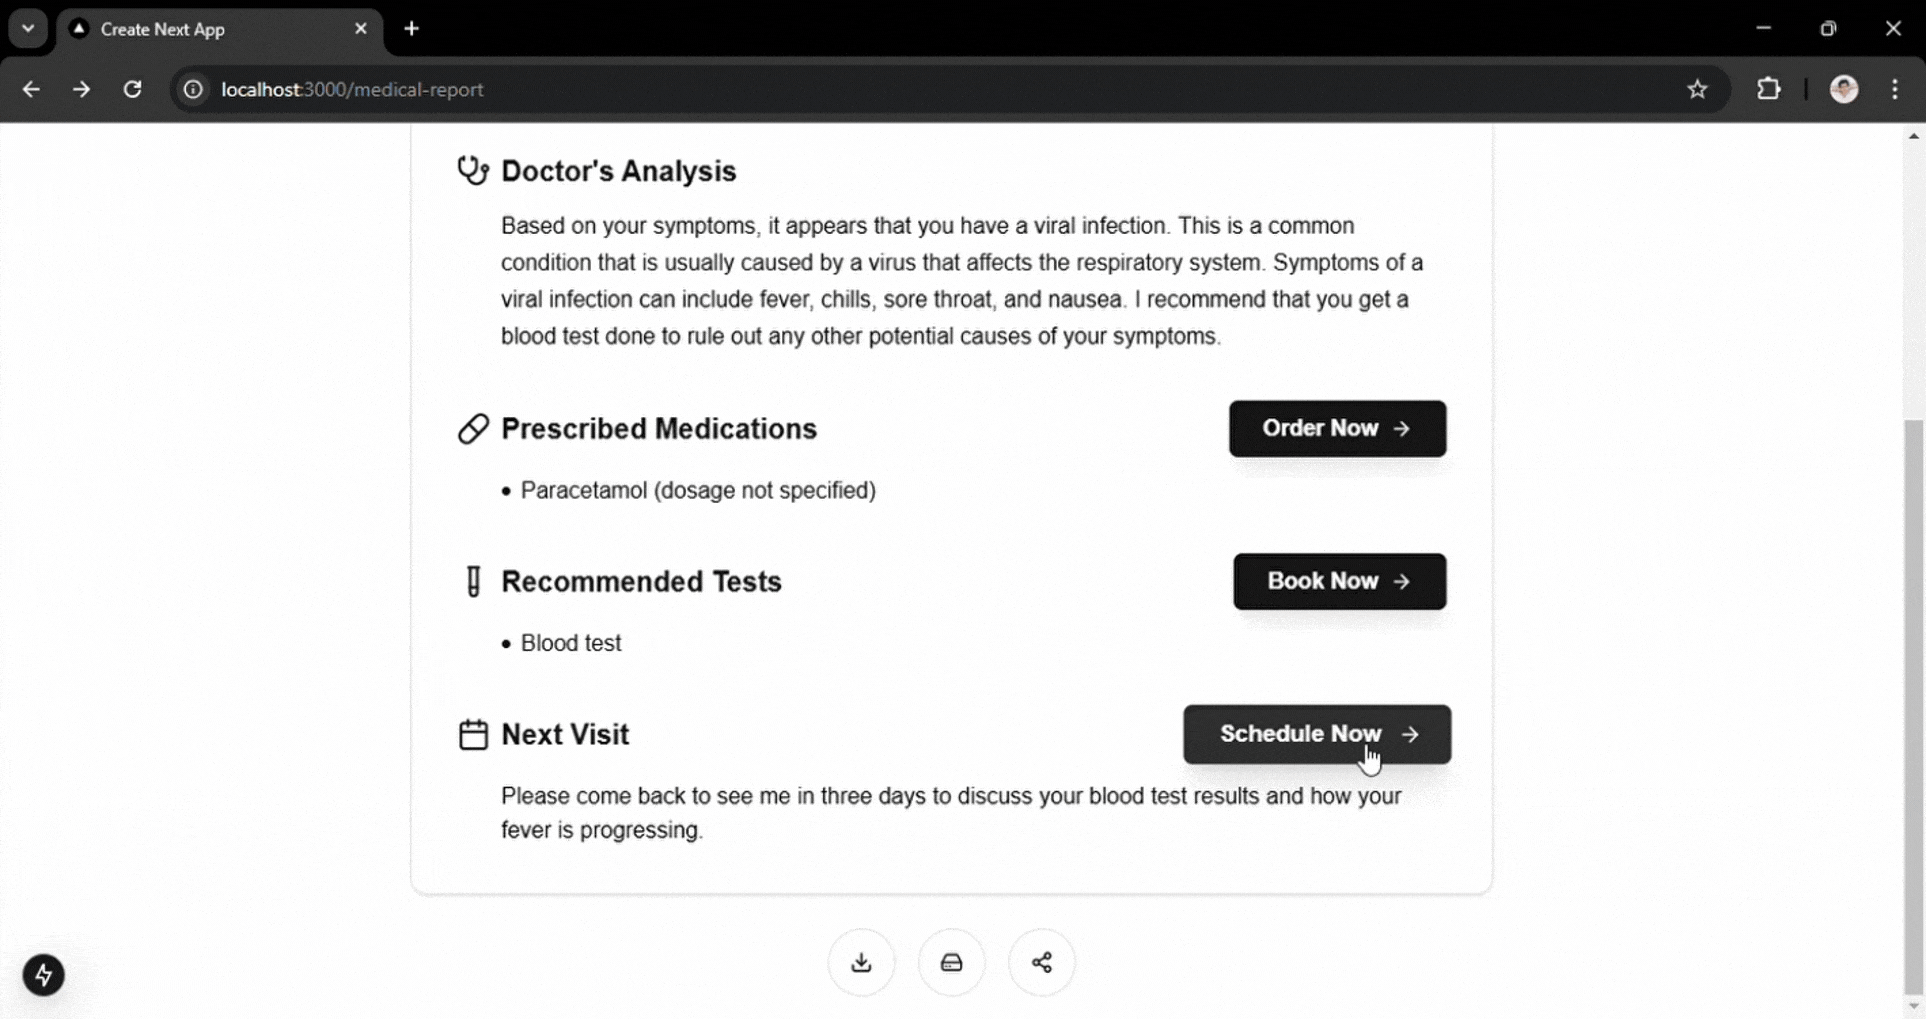 Create Next App
localhost:3000/medical-report
Doctor's Analysis
Based on your symptoms, it appears that you have a viral infection. This is a common
condition that is usually caused by a virus that affects the respiratory system. Symptoms of a
viral infection can include fever, chills, sore throat, and nausea. I recommend that you get a
blood test done to rule out any other potential causes of your symptoms.
Prescribed Medications
Order Now →
• Paracetamol (dosage not specified)
Recommended Tests
Book Now →
• Blood test
Next Visit
Schedule Now →
Please come back to see me in three days to discuss your blood test results and how your
fever is progressing.